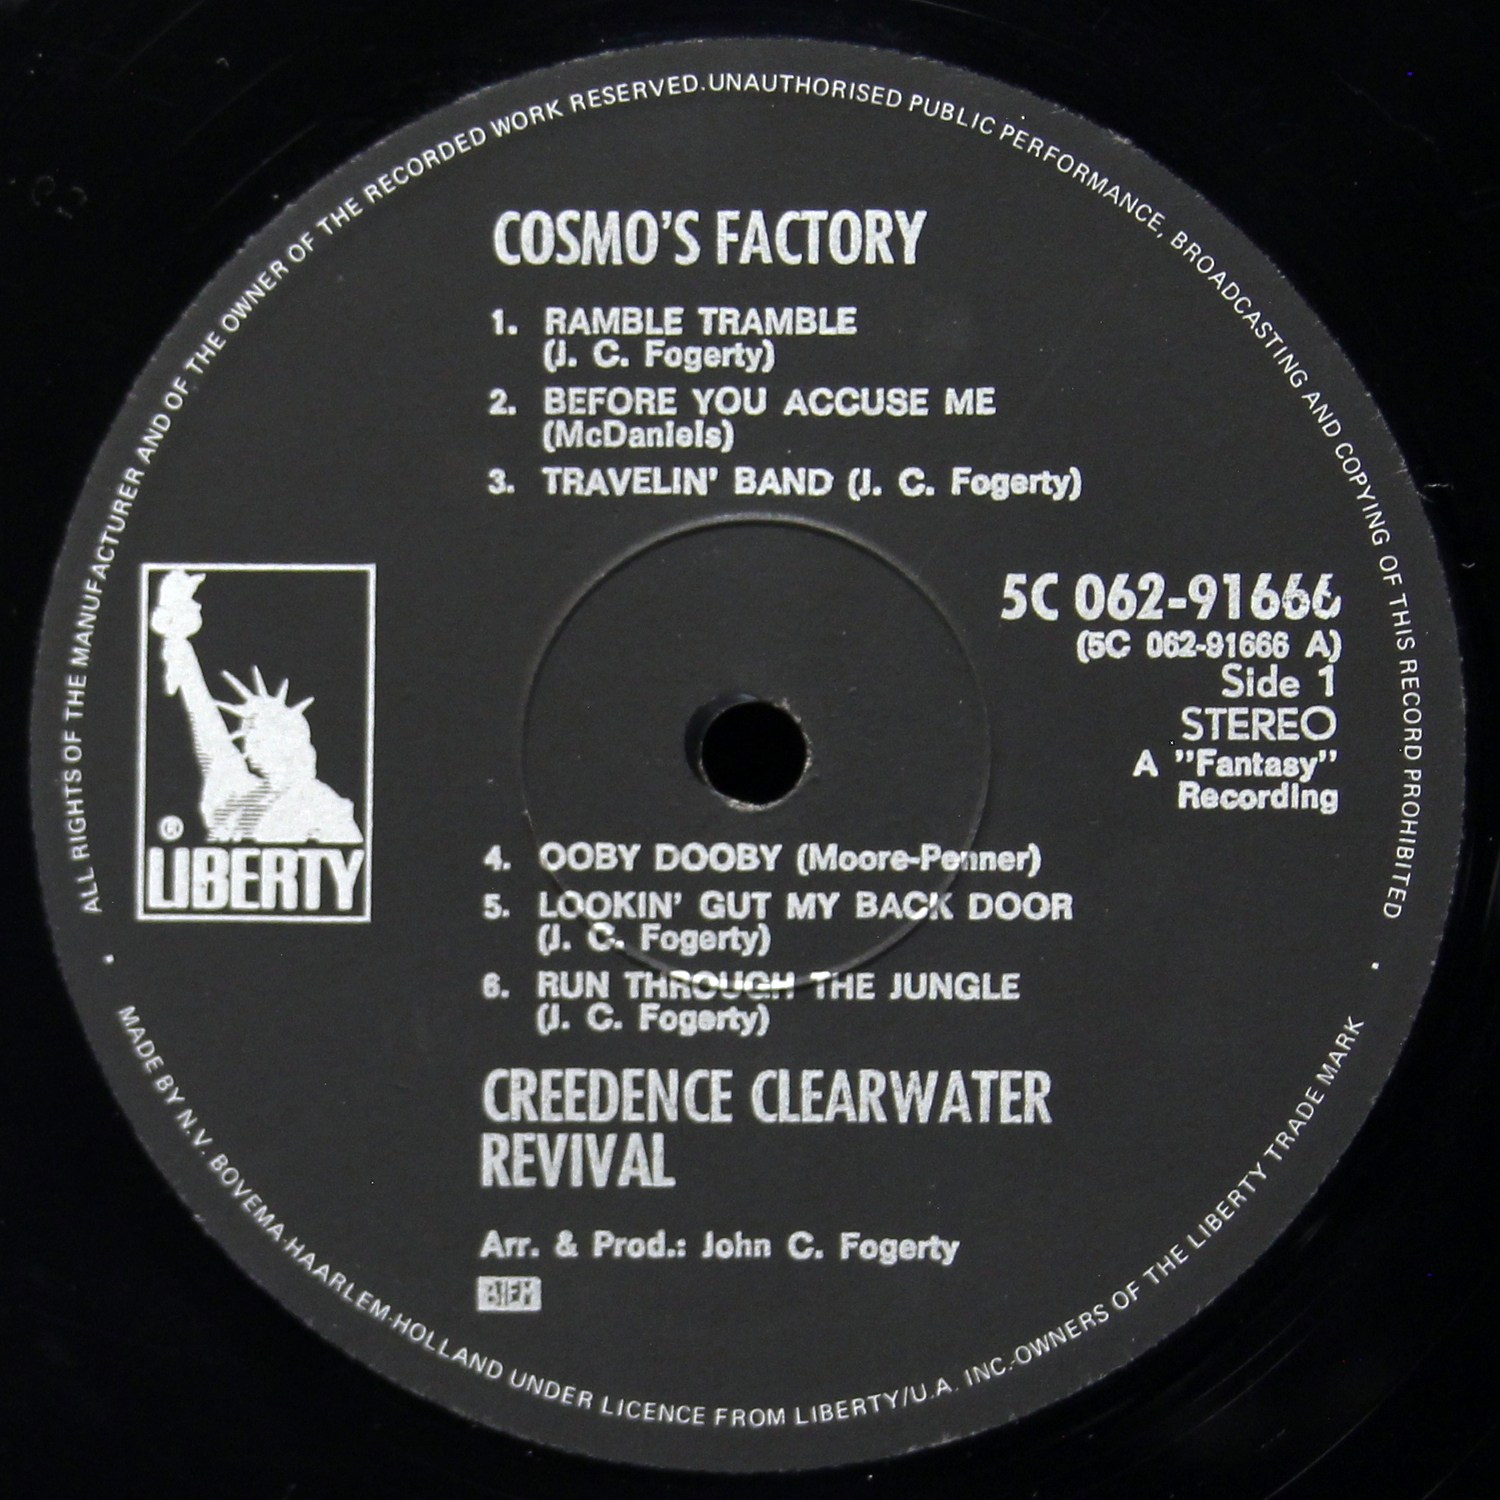 ALL RIGHTS OF THE MANUFACTURER AND OF THE OWNER OF THE RECORDED WORK RESERVED.UNAUTHORISED PUBLIC PERFORMANCE, BROADCASTING AND COPYING OF THIS RECORD PROHIBITED
COSMO'S FACTORY
1. RAMBLE TRAMBLE
(J. C. Fogerty)
2. BEFORE YOU ACCUSE ME
(McDaniels)
3. TRAVELIN' BAND (J. C. Fogerty)
5C 062-91666
(5C 062-91666 A)
Side 1
STEREO
A "Fantasy"
Recording
®
LIBERTY
4. OOBY DOOBY (Moore-Penner)
5. LOOKIN' GUT MY BACK DOOR
(J. C. Fogerty)
6. RUN THROUGH THE JUNGLE
(J. C. Fogerty)
CREEDENCE CLEARWATER
REVIVAL
Arr. & Prod.: John C. Fogerty
BIEM
MADE BY N.V. BOVEMA-HAARLEM-HOLLAND UNDER LICENCE FROM LIBERTY/U.A. INC.-OWNERS OF THE LIBERTY TRADE MARK